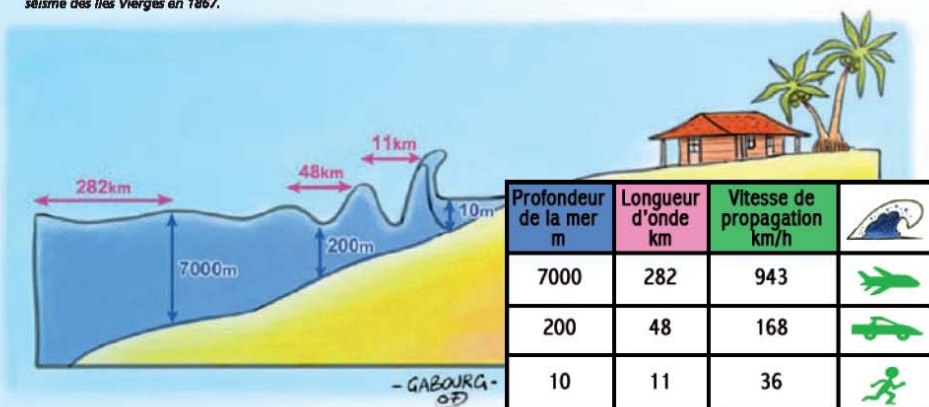 séisme des îles Vierges en 1867.
282km
48km
11km
7000m
200m
10m
Profondeur de la mer m
Longueur d'onde km
Vitesse de propagation km/h
7000 282 943
200 48 168
10 11 36
- GABOURG -